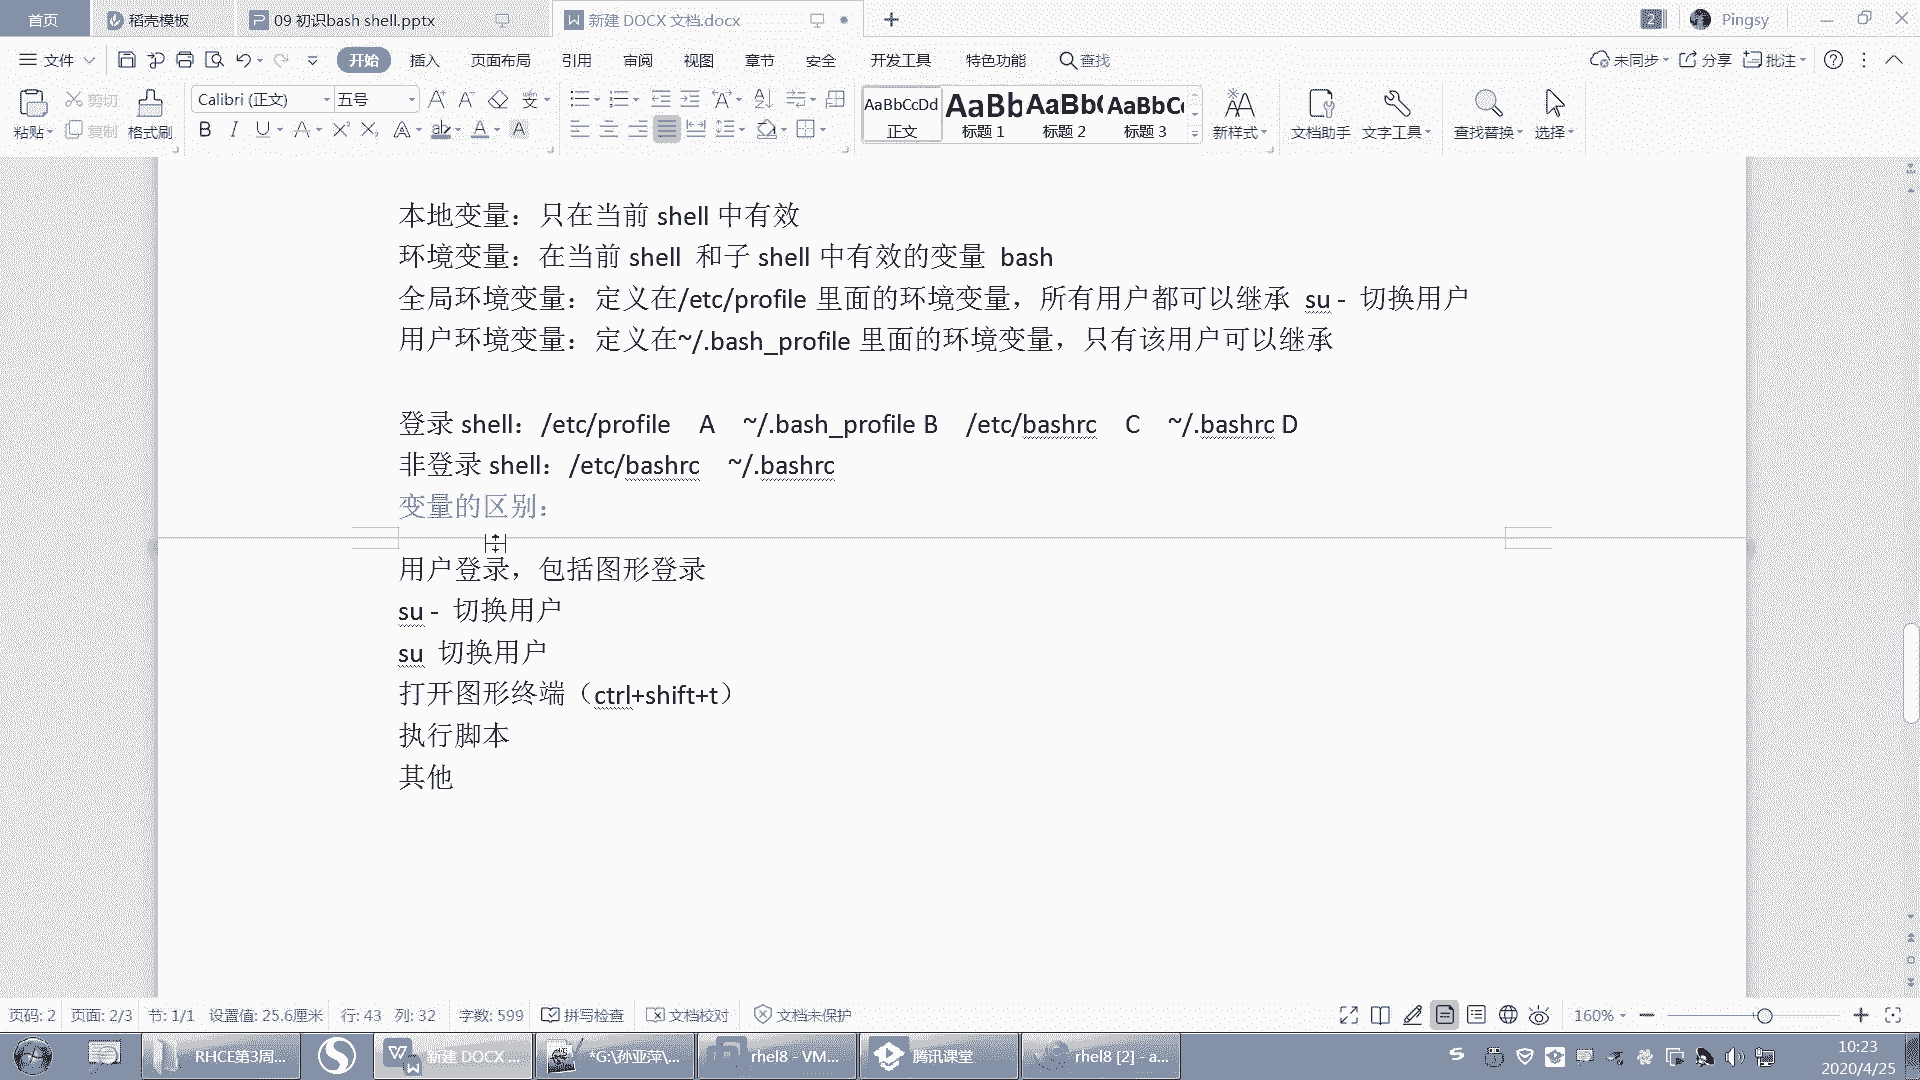 首页 稻壳模板 09 初识bash shell.pptx 新建 DOCX 文档.docx 2 Pingsy
文件 开始 插入 页面布局 引用 审阅 视图 章节 安全 开发工具 特色功能 查找 未同步 分享 批注
粘贴 剪切 复制 格式刷 Calibri (正文) 五号 AaBbCcDd 正文 AaBb 标题 1 AaBb( 标题 2 AaBbC 标题 3 新样式 文档助手 文字工具 查找替换 选择
本地变量：只在当前 shell 中有效
环境变量：在当前 shell 和子 shell 中有效的变量 bash
全局环境变量：定义在/etc/profile 里面的环境变量，所有用户都可以继承 su - 切换用户
用户环境变量：定义在~/.bash_profile 里面的环境变量，只有该用户可以继承
登录 shell：/etc/profile A ~/.bash_profile B /etc/bashrc C ~/.bashrc D
非登录 shell：/etc/bashrc ~/.bashrc
变量的区别：
用户登录，包括图形登录
su - 切换用户
su 切换用户
打开图形终端（ctrl+shift+t）
执行脚本
其他
页码: 2 页面: 2/3 节: 1/1 设置值: 25.6厘米 行: 43 列: 32 字数: 599 拼写检查 文档校对 文档未保护 160%
RHCE第3周... 新建 DOCX ... *G:\孙亚萍\... rhel8 - VM... 腾讯课堂 rhel8 [2] - a... 10:23
2020/4/25